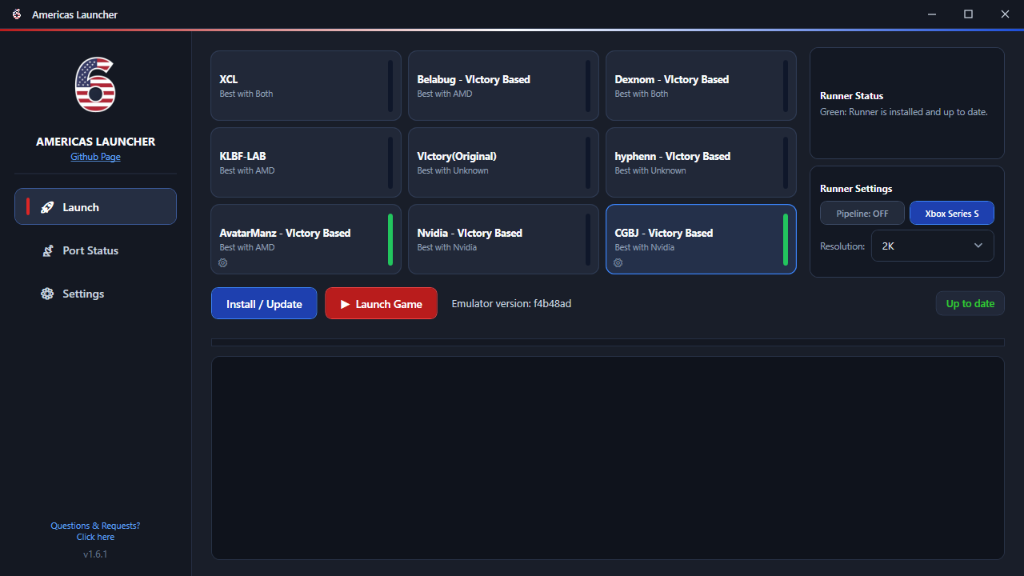 Americas Launcher
6
AMERICAS LAUNCHER
Github Page
Launch
Port Status
Settings
Questions & Requests?
Click here
v1.6.1
XCL
Best with Both
Belabug - VIctory Based
Best with AMD
Dexnom - VIctory Based
Best with Both
KLBF-LAB
Best with AMD
VIctory(Original)
Best with Unknown
hyphenn - VIctory Based
Best with Unknown
AvatarManz - VIctory Based
Best with AMD
Nvidia - VIctory Based
Best with Nvidia
CGBJ - VIctory Based
Best with Nvidia
Runner Status
Green: Runner is installed and up to date.
Runner Settings
Pipeline: OFF
Xbox Series S
Resolution:
2K
Install / Update
Launch Game
Emulator version: f4b48ad
Up to date